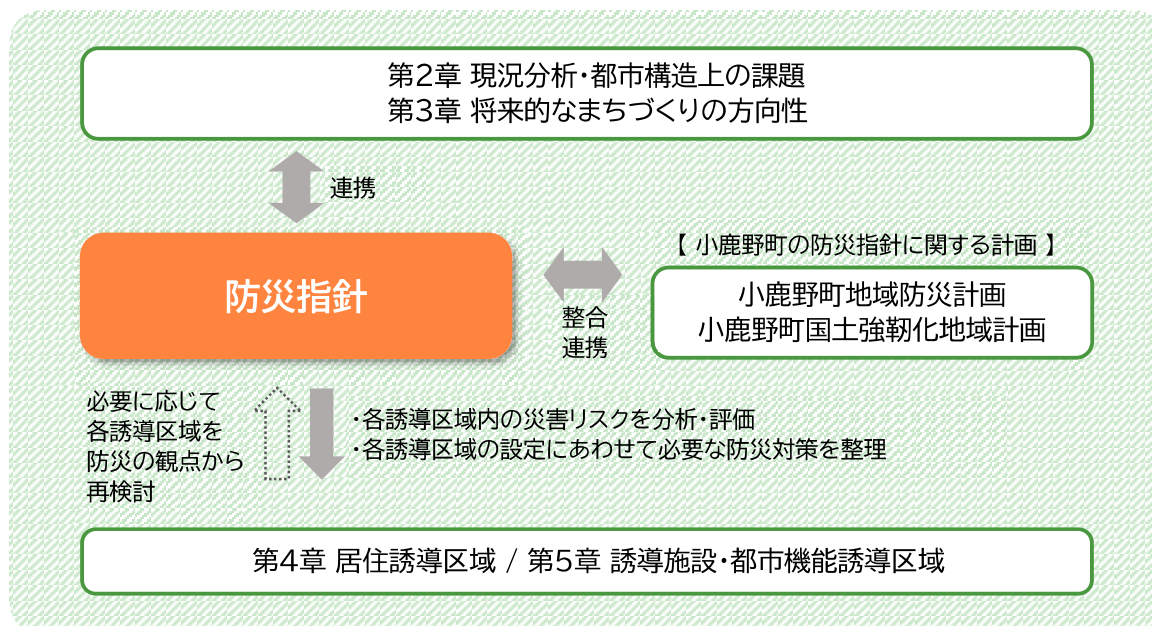 第2章 現況分析・都市構造上の課題
第3章 将来的なまちづくりの方向性
連携
防災指針
整合
連携
【 小鹿野町の防災指針に関する計画 】
小鹿野町地域防災計画
小鹿野町国土強靭化地域計画
必要に応じて
各誘導区域を
防災の観点から
再検討
・各誘導区域内の災害リスクを分析・評価
・各誘導区域の設定にあわせて必要な防災対策を整理
第4章 居住誘導区域 / 第5章 誘導施設・都市機能誘導区域